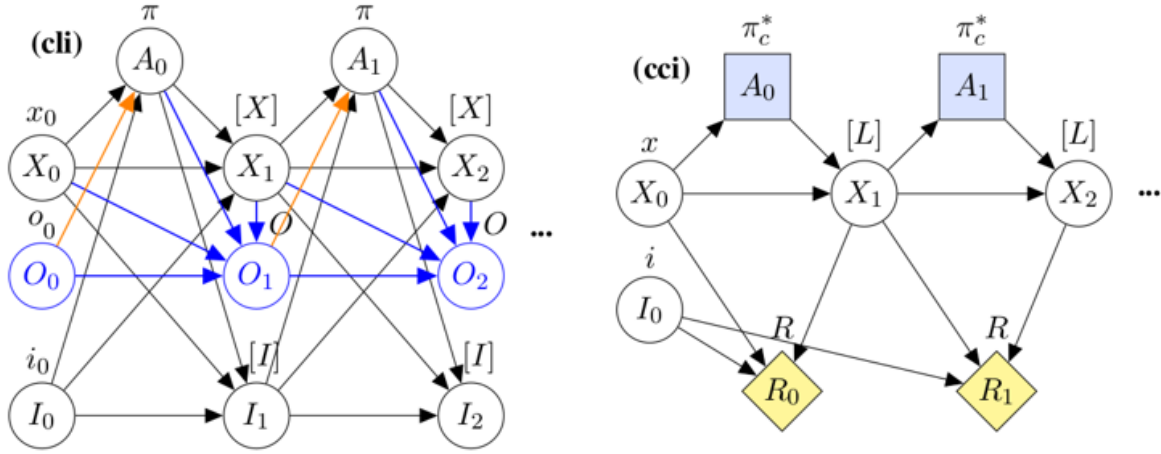 (cli)
π
π
A₀
A₁
x₀
[X]
[X]
X₀
X₁
X₂
o₀
O
O
O₀
O₁
O₂
...
i₀
[I]
[I]
I₀
I₁
I₂
(cci)
π*c
π*c
A₀
A₁
x
[L]
[L]
X₀
X₁
X₂
...
i
I₀
R
R
R₀
R₁